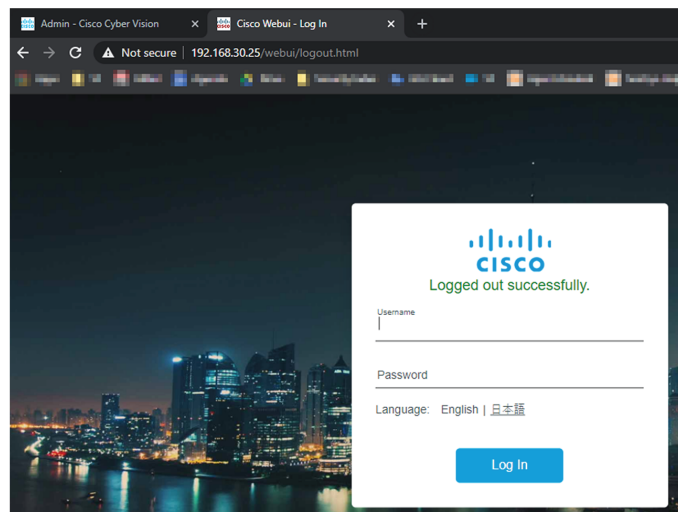 Admin - Cisco Cyber Vision
Cisco Webui - Log In
Not secure | 192.168.30.25/webui/logout.html
CISCO
Logged out successfully.
Username
Password
Language: English | 日本語
Log In